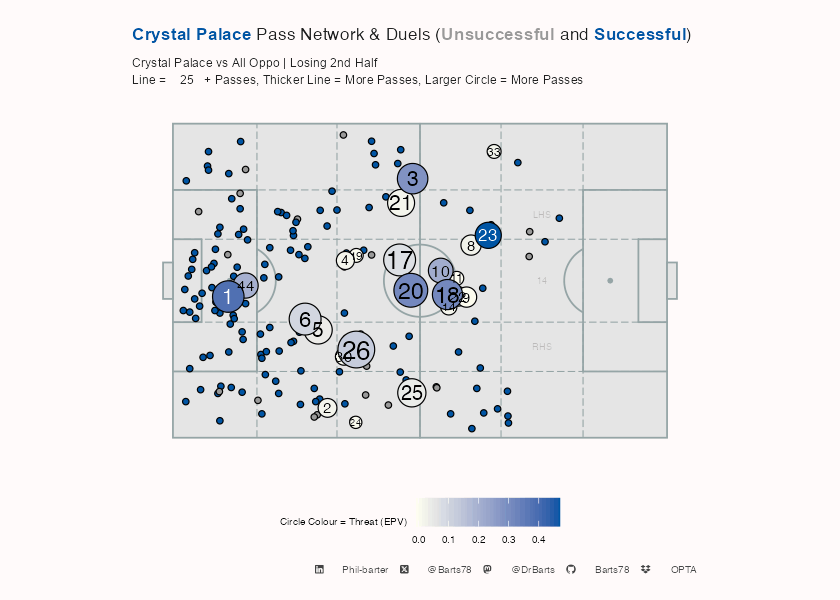 Crystal Palace Pass Network & Duels (Unsuccessful and Successful)
Crystal Palace vs All Oppo | Losing 2nd Half
Line = 25 + Passes, Thicker Line = More Passes, Larger Circle = More Passes
33
3
21
LHS
23
8
17
4
19
10
11
14
44
1
20
18
6
5
26
RHS
25
2
24
Circle Colour = Threat (EPV)
0.0 0.1 0.2 0.3 0.4
Phil-barter @Barts78 @DrBarts Barts78 OPTA